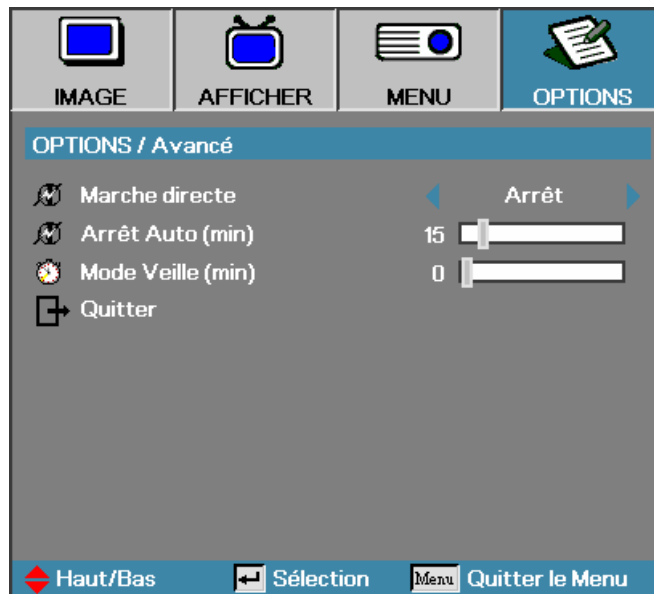 IMAGE AFFICHER MENU OPTIONS
OPTIONS / Avancé
Marche directe Arrêt
Arrêt Auto (min) 15
Mode Veille (min) 0
Quitter
Haut/Bas Sélection Menu Quitter le Menu